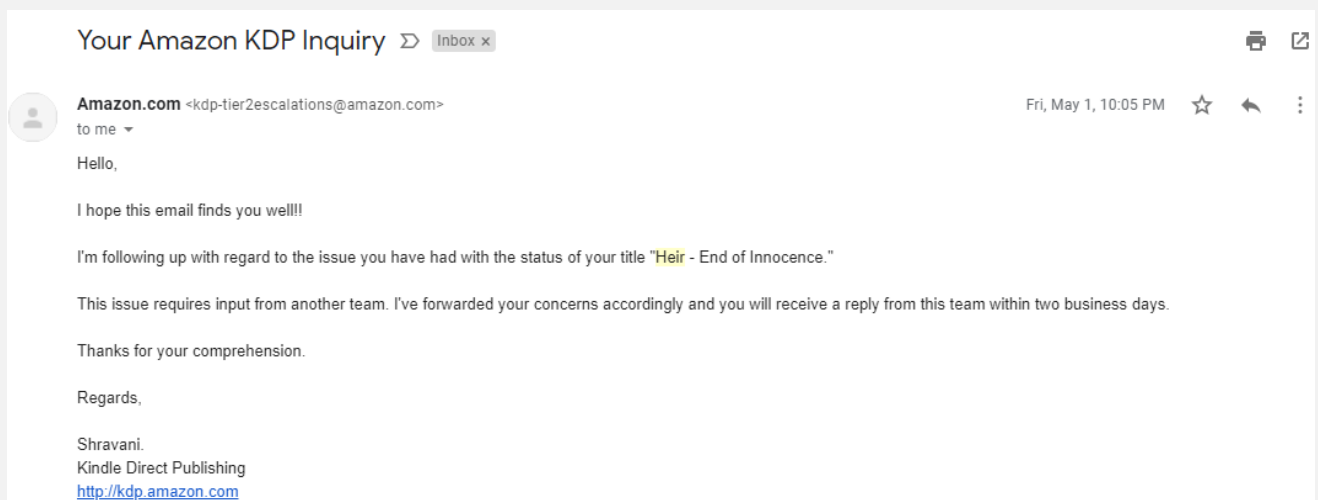 Your Amazon KDP Inquiry Inbox x
Amazon.com <kdp-tier2escalations@amazon.com> Fri, May 1, 10:05 PM
to me
Hello,
I hope this email finds you well!!
I'm following up with regard to the issue you have had with the status of your title "Heir - End of Innocence."
This issue requires input from another team. I've forwarded your concerns accordingly and you will receive a reply from this team within two business days.
Thanks for your comprehension.
Regards,
Shravani.
Kindle Direct Publishing
http://kdp.amazon.com